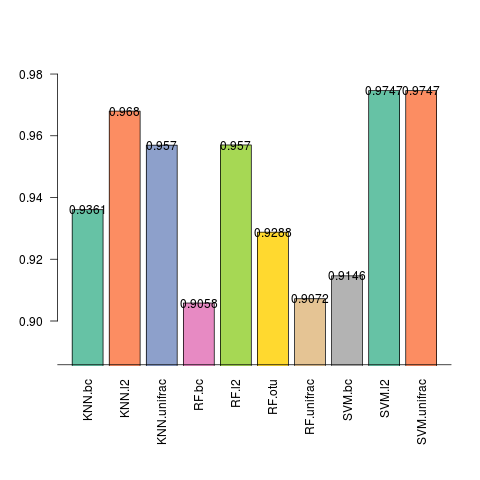 0.98
0.96
0.94
0.92
0.90
0.9361
0.968
0.957
0.9058
0.957
0.9288
0.9072
0.9146
0.9747
0.9747
KNN.bc
KNN.l2
KNN.unifrac
RF.bc
RF.l2
RF.otu
RF.unifrac
SVM.bc
SVM.l2
SVM.unifrac